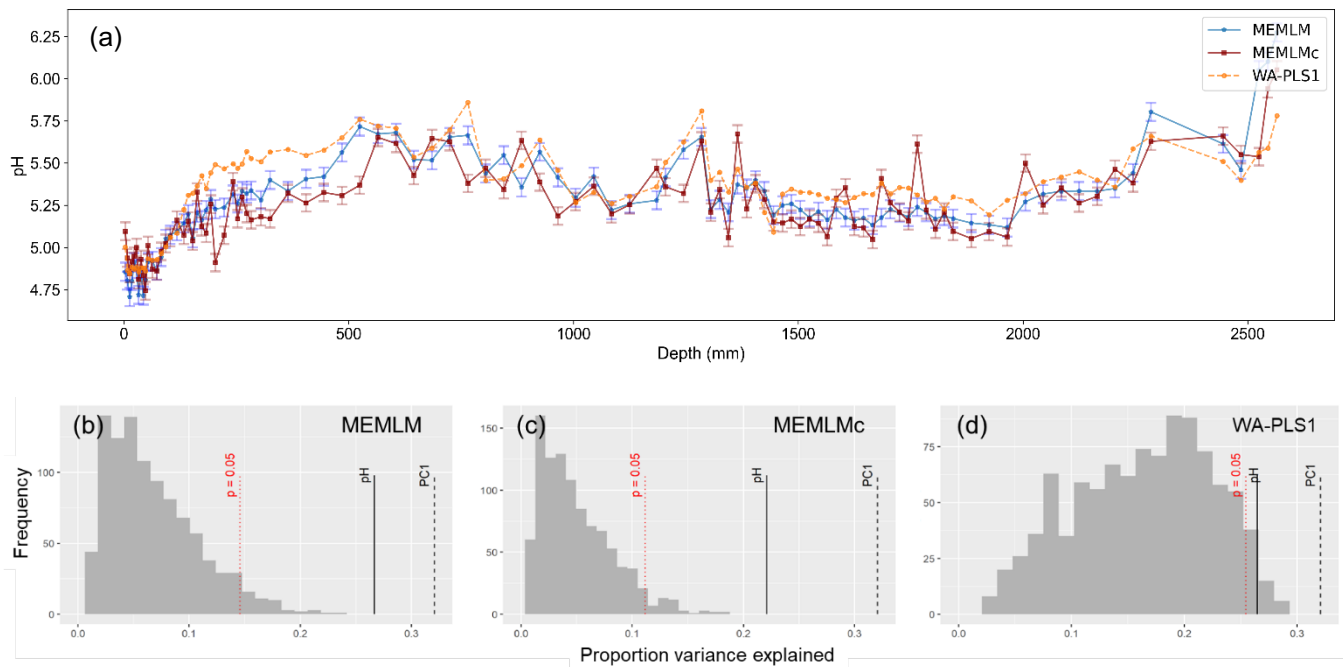 (a)
MEMLM
MEMLMc
WA-PLS1
pH
6.25
6.00
5.75
5.50
5.25
5.00
4.75
0 500 1000 1500 2000 2500
Depth (mm)
(b) MEMLM
Frequency
100
50
0
p = 0.05
pH
PC1
0.0 0.1 0.2 0.3
(c) MEMLMc
150
100
50
0
p = 0.05
pH
PC1
0.0 0.1 0.2 0.3
(d) WA-PLS1
75
50
25
0
p = 0.05
pH
PC1
0.0 0.1 0.2 0.3
Proportion variance explained